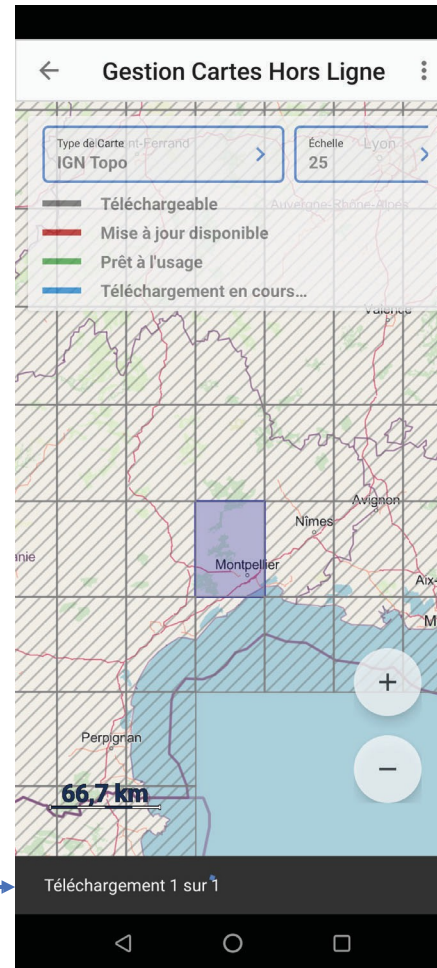 Gestion Cartes Hors Ligne
Type de Carte
IGN Topo
Échelle
25
Lyon
Auvergne-Rhône-Alpes
Téléchargeable
Mise à jour disponible
Prêt à l'usage
Téléchargement en cours...
Valence
Avignon
Nîmes
anie
Montpellier
Aix-
M
Perpignan
66,7 km
Téléchargement 1 sur 1